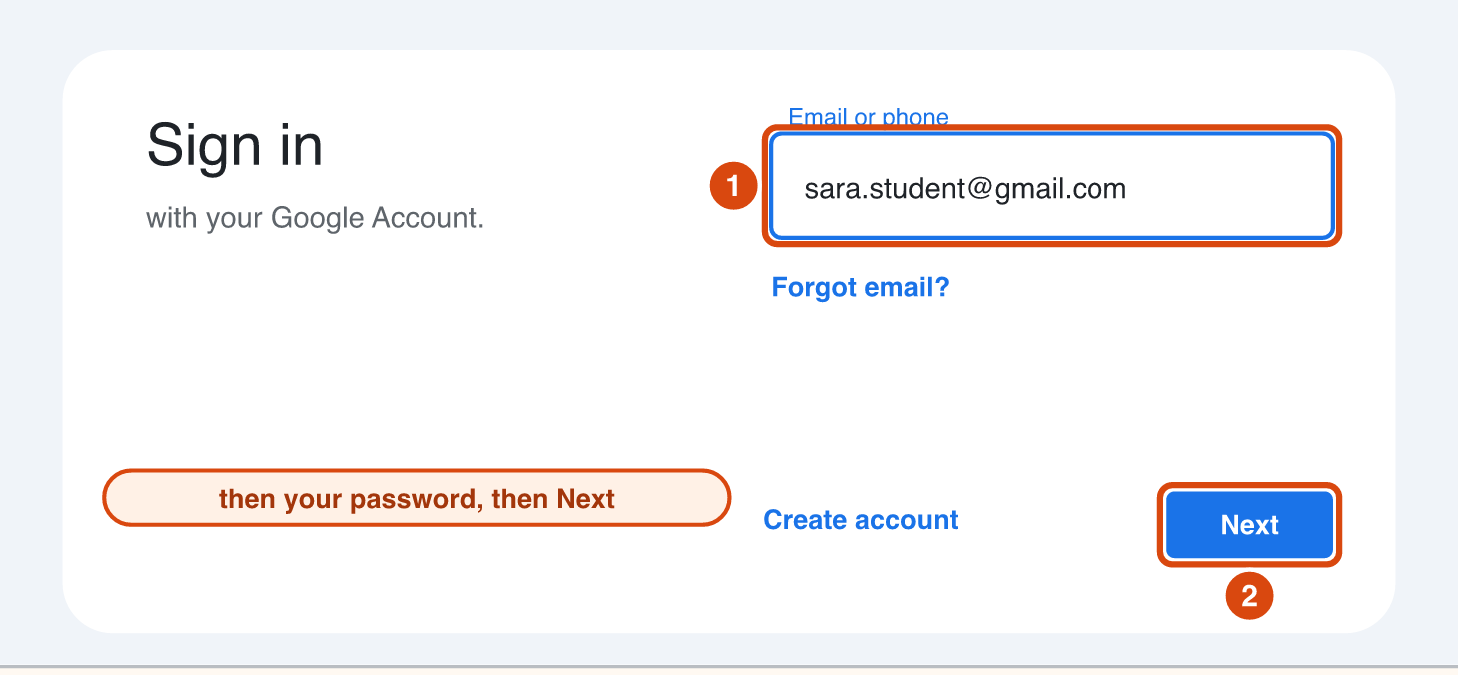 Sign in
with your Google Account.
Email or phone
1
sara.student@gmail.com
Forgot email?
then your password, then Next
Create account
Next
2